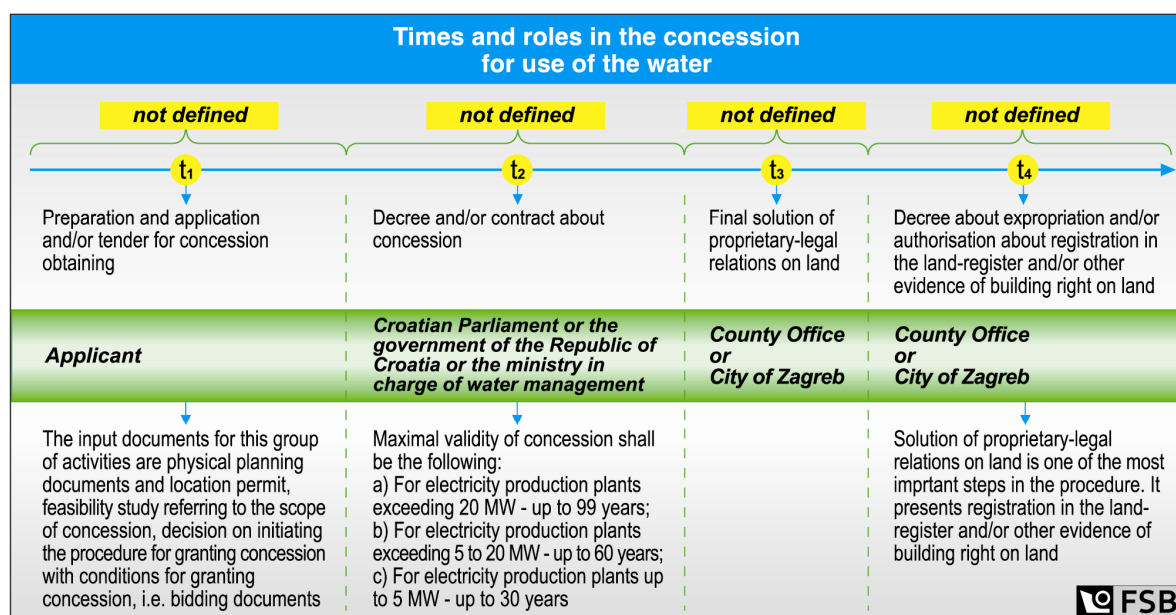 Times and roles in the concession
for use of the water
not defined
not defined
not defined
not defined
t1
t2
t3
t4
Preparation and application
and/or tender for concession
obtaining
Decree and/or contract about
concession
Final solution of
proprietary-legal
relations on land
Decree about expropriation and/or
authorisation about registration in
the land-register and/or other
evidence of building right on land
Applicant
Croatian Parliament or the
government of the Republic of
Croatia or the ministry in
charge of water management
County Office
or
City of Zagreb
County Office
or
City of Zagreb
The input documents for this group
of activities are physical planning
documents and location permit,
feasibility study referring to the scope
of concession, decision on initiating
the procedure for granting concession
with conditions for granting
concession, i.e. bidding documents
Maximal validity of concession shall
be the following:
a) For electricity production plants
exceeding 20 MW - up to 99 years;
b) For electricity production plants
exceeding 5 to 20 MW - up to 60 years;
c) For electricity production plants up
to 5 MW - up to 30 years
Solution of proprietary-legal
relations on land is one of the most
imprtant steps in the procedure. It
presents registration in the land-
register and/or other evidence of
building right on land
FSB